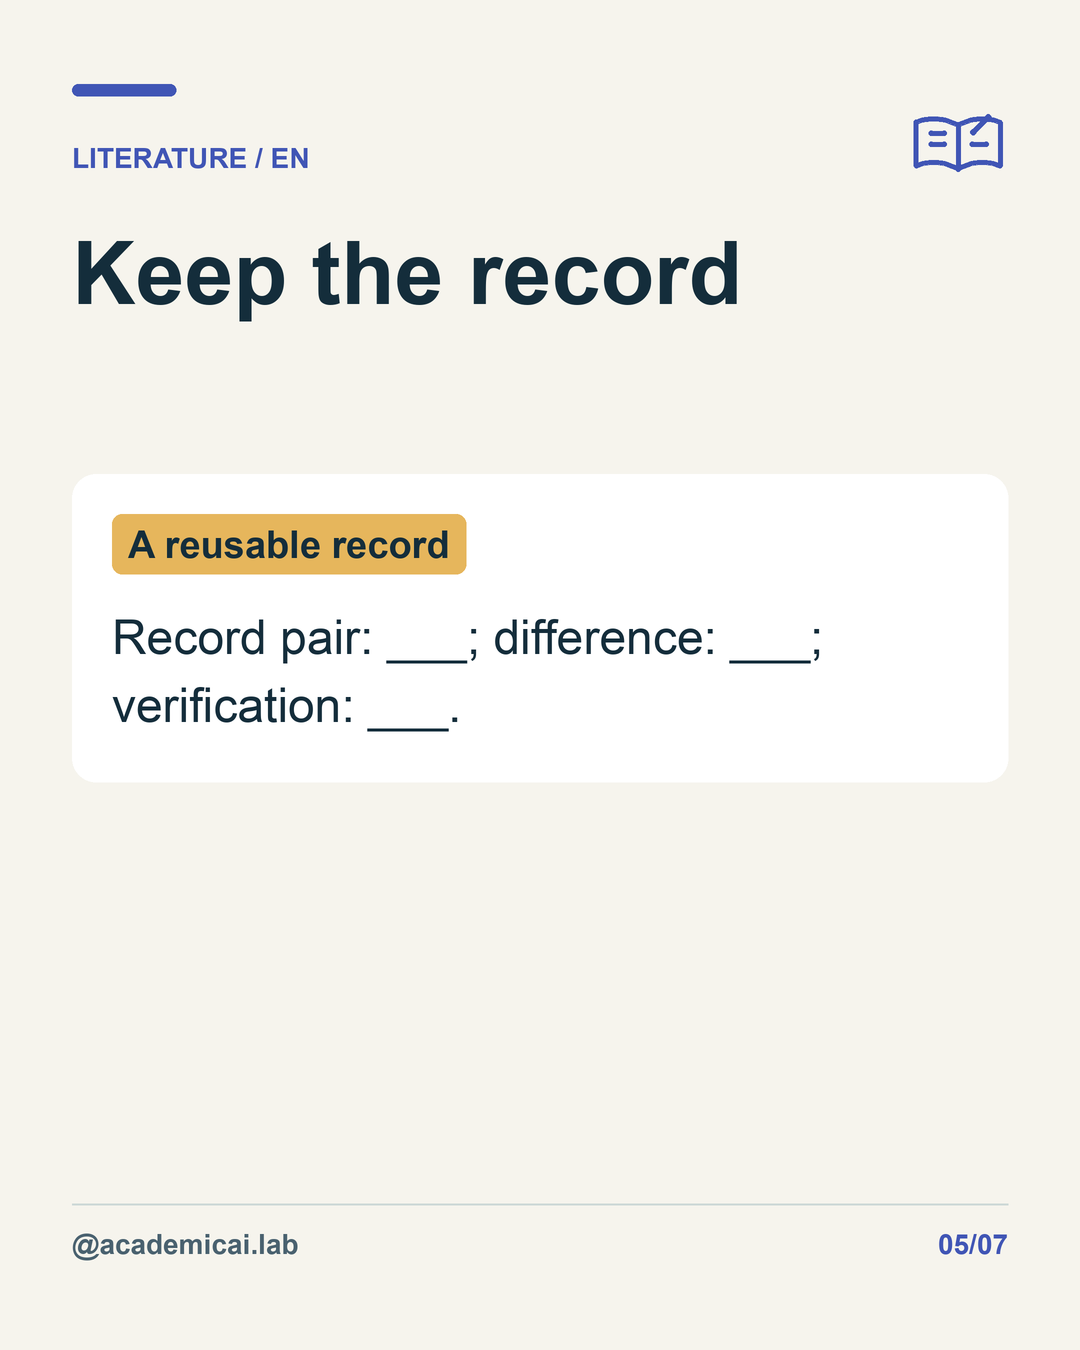 LITERATURE / EN
Keep the record
A reusable record
Record pair: ___; difference: ___;
verification: ___.
@academicai.lab
05/07